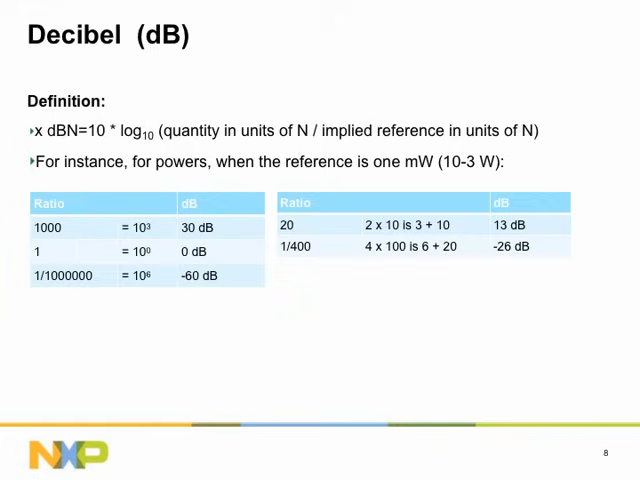 Decibel (dB)
Definition:
x dBN=10 * log10 (quantity in units of N / implied reference in units of N)
For instance, for powers, when the reference is one mW (10-3 W):
Ratio dB
1000 = 10³ 30 dB
1 = 10⁰ 0 dB
1/1000000 = 10⁶ -60 dB
Ratio dB
20 2 x 10 is 3 + 10 13 dB
1/400 4 x 100 is 6 + 20 -26 dB
NXP
8